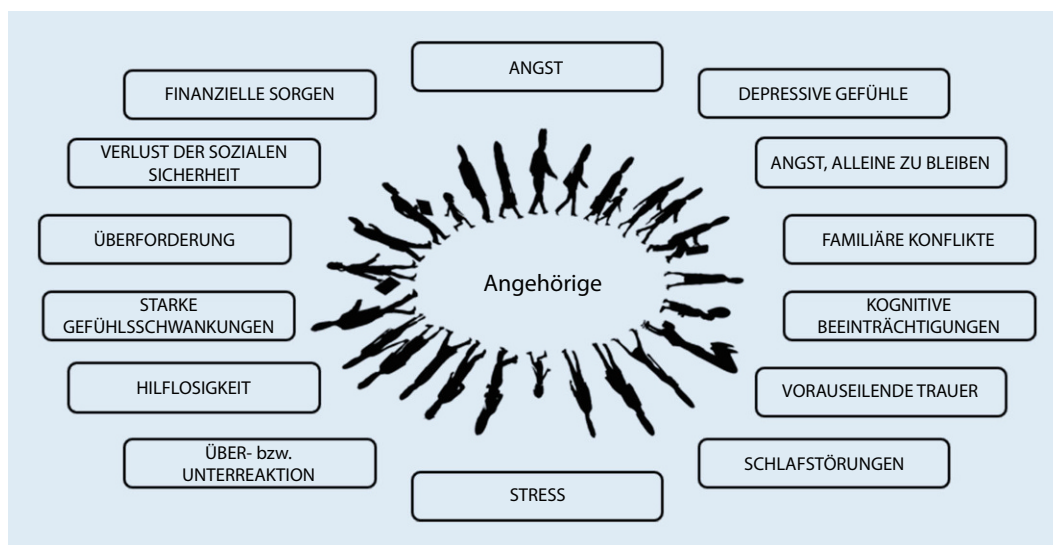 ANGST
FINANZIELLE SORGEN
DEPRESSIVE GEFÜHLE
VERLUST DER SOZIALEN
SICHERHEIT
ANGST, ALLEINE ZU BLEIBEN
ÜBERFORDERUNG
FAMILIÄRE KONFLIKTE
Angehörige
STARKE
GEFÜHLSSCHWANKUNGEN
KOGNITIVE
BEEINTRÄCHTIGUNGEN
HILFLOSIGKEIT
VORAUSEILENDE TRAUER
ÜBER- bzw.
UNTERREAKTION
SCHLAFSTÖRUNGEN
STRESS